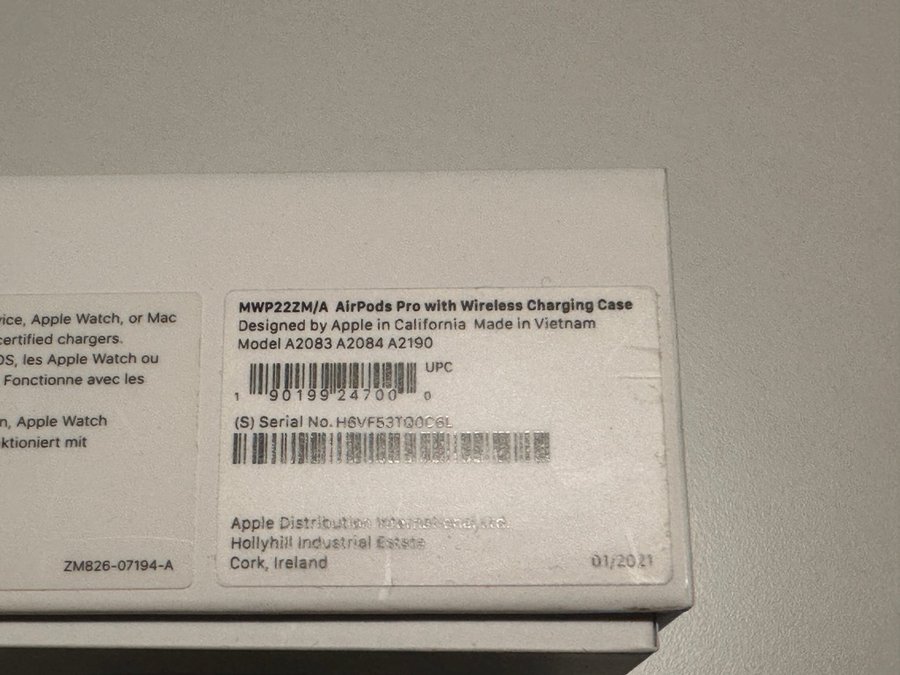 vice, Apple Watch, or Mac
certified chargers.
OS, les Apple Watch ou
Fonctionne avec les
n, Apple Watch
ktioniert mit
ZM826-07194-A
MWP22ZM/A AirPods Pro with Wireless Charging Case
Designed by Apple in California Made in Vietnam
Model A2083 A2084 A2190
UPC
1 90199 24700 0
(S) Serial No. H6VF53TQ0C6L
Apple Distribution International Ltd.
Hollyhill Industrial Estate
Cork, Ireland
01/2021